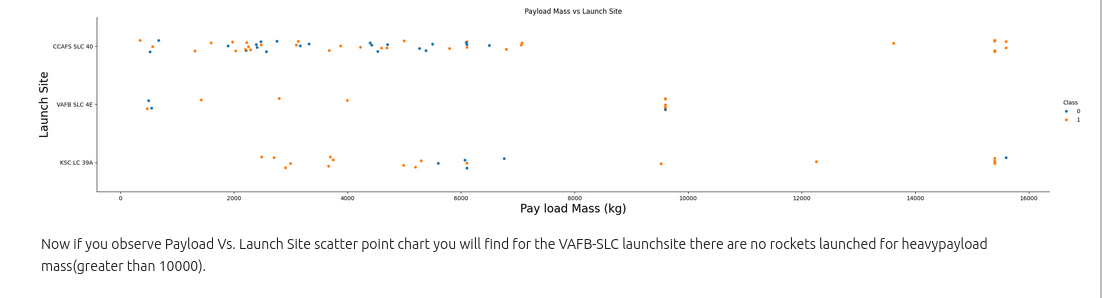 Payload Mass vs Launch Site
CCAFS SLC 40
VAFB SLC 4E
KSC LC 39A
Launch Site
0 2000 4000 6000 8000 10000 12000 14000 16000
Pay load Mass (kg)
Class
0
1
Now if you observe Payload Vs. Launch Site scatter point chart you will find for the VAFB-SLC launchsite there are no rockets launched for heavypayload
mass(greater than 10000).